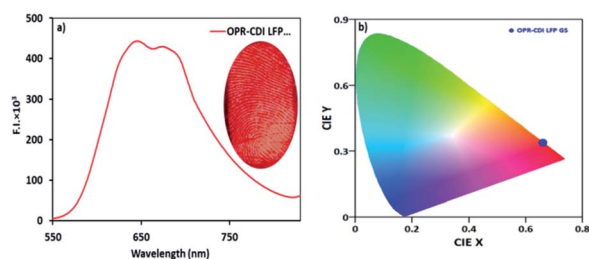 a)
OPR-CDI LFP...
F.I.×10³
500
400
300
200
100
0
550
650
750
Wavelength (nm)
b)
OPR-CDI LFP GS
CIE Y
0.9
0.6
0.3
0
0
0.2
0.4
0.6
0.8
CIE X